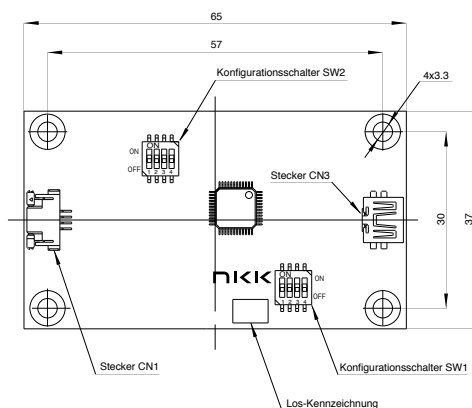 65
57
Konfigurationsschalter SW2
4x3.3
ON
ON
OFF
1 2 3 4
Stecker CN3
30
37
nkk
ON
ON
OFF
1 2 3 4
Stecker CN1
Konfigurationsschalter SW1
Los-Kennzeichnung